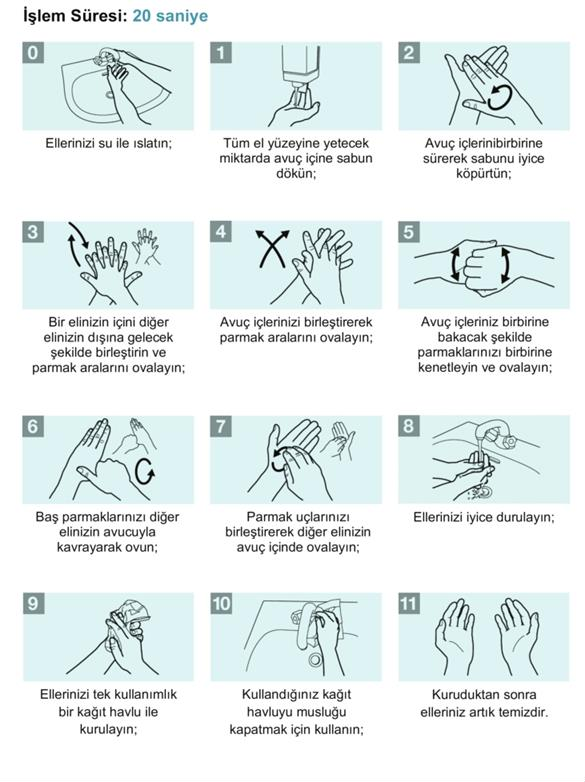 İşlem Süresi: 20 saniye
0
Ellerinizi su ile ıslatın;
1
Tüm el yüzeyine yetecek
miktarda avuç içine sabun
dökün;
2
Avuç içlerinibirbirine
sürerek sabunu iyice
köpürtün;
3
Bir elinizin içini diğer
elinizin dışına gelecek
şekilde birleştirin ve
parmak aralarını ovalayın;
4
Avuç içlerinizi birleştirerek
parmak aralarını ovalayın;
5
Avuç içleriniz birbirine
bakacak şekilde
parmaklarınızı birbirine
kenetleyin ve ovalayın;
6
Baş parmaklarınızı diğer
elinizin avucuyla
kavrayarak ovun;
7
Parmak uçlarınızı
birleştirerek diğer elinizin
avuç içinde ovalayın;
8
Ellerinizi iyice durulayın;
9
Ellerinizi tek kullanımlık
bir kağıt havlu ile
kurulayın;
10
Kullandığınız kağıt
havluyu musluğu
kapatmak için kullanın;
11
Kuruduktan sonra
elleriniz artık temizdir.